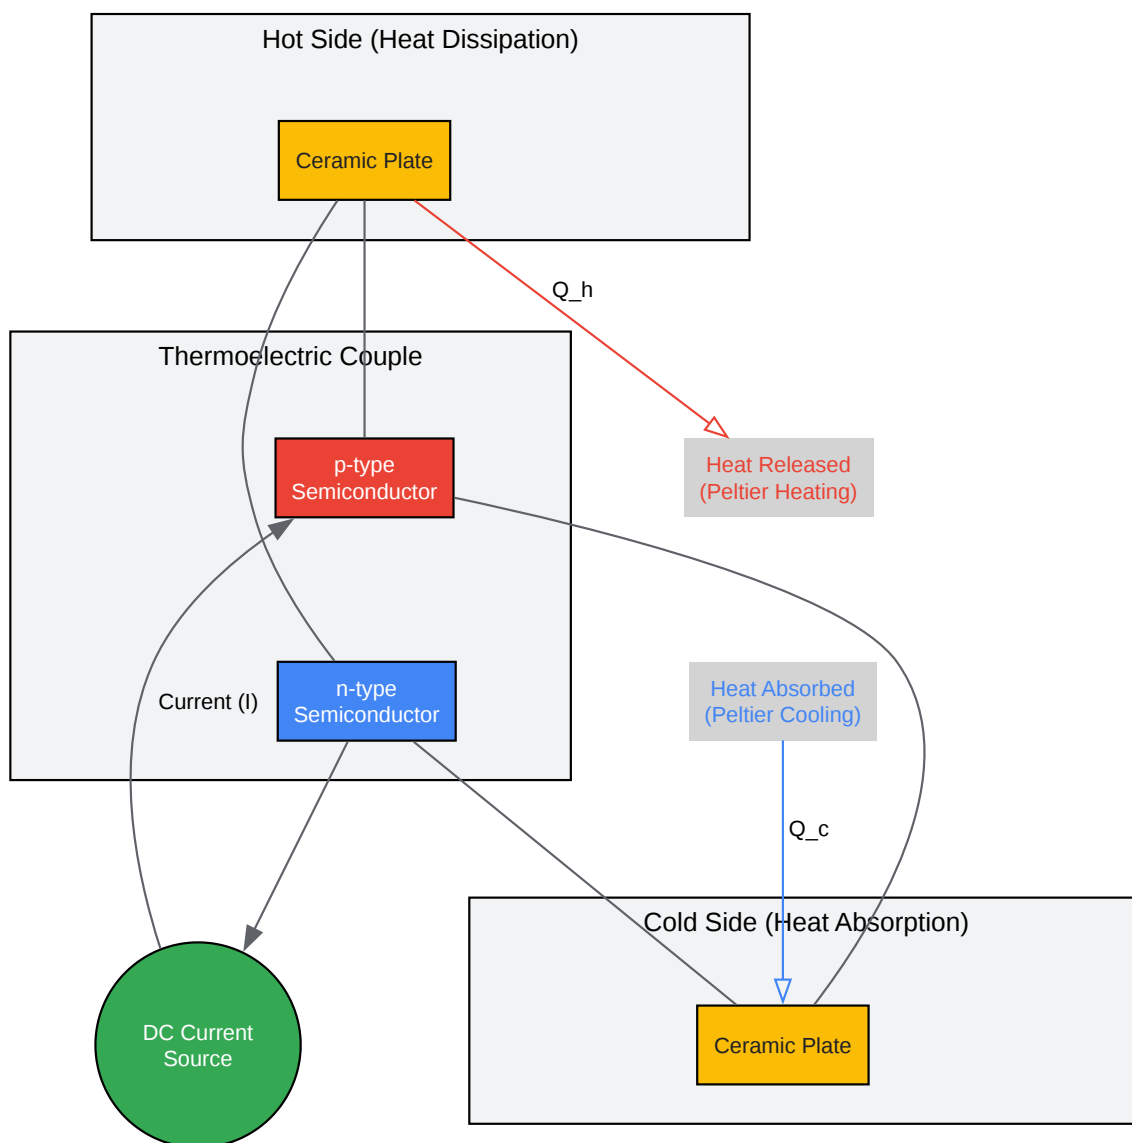 Hot Side (Heat Dissipation)
Ceramic Plate
Q_h
Thermoelectric Couple
p-type
Semiconductor
Heat Released
(Peltier Heating)
n-type
Semiconductor
Current (I)
Heat Absorbed
(Peltier Cooling)
Q_c
Cold Side (Heat Absorption)
Ceramic Plate
DC Current
Source